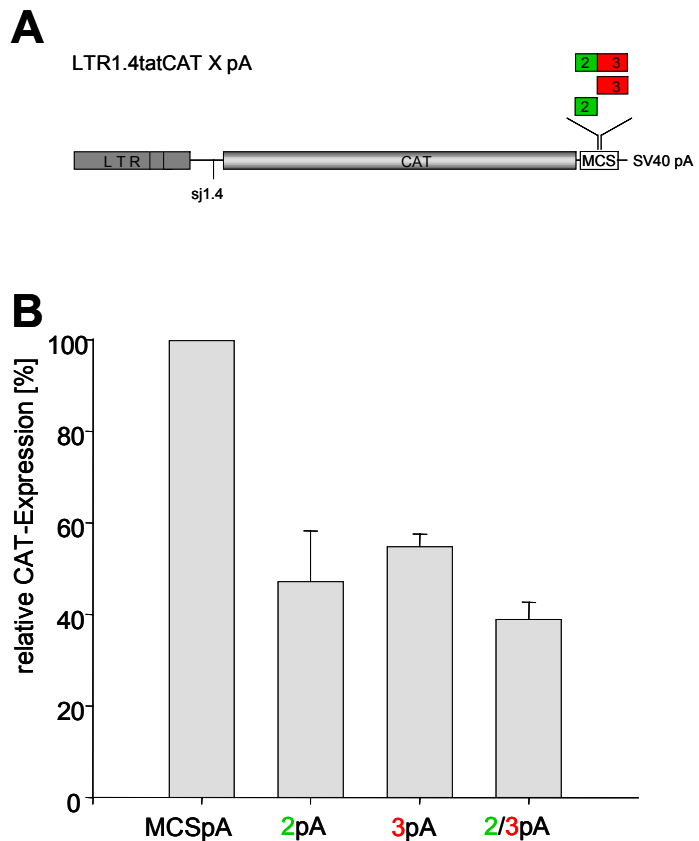 A
LTR1.4tatCAT X pA
2 3
3
2
LTR
CAT
MCS
SV40 pA
sj1.4
B
relative CAT-Expression [%]
100
80
60
40
20
0
MCSpA 2pA 3pA 2/3pA